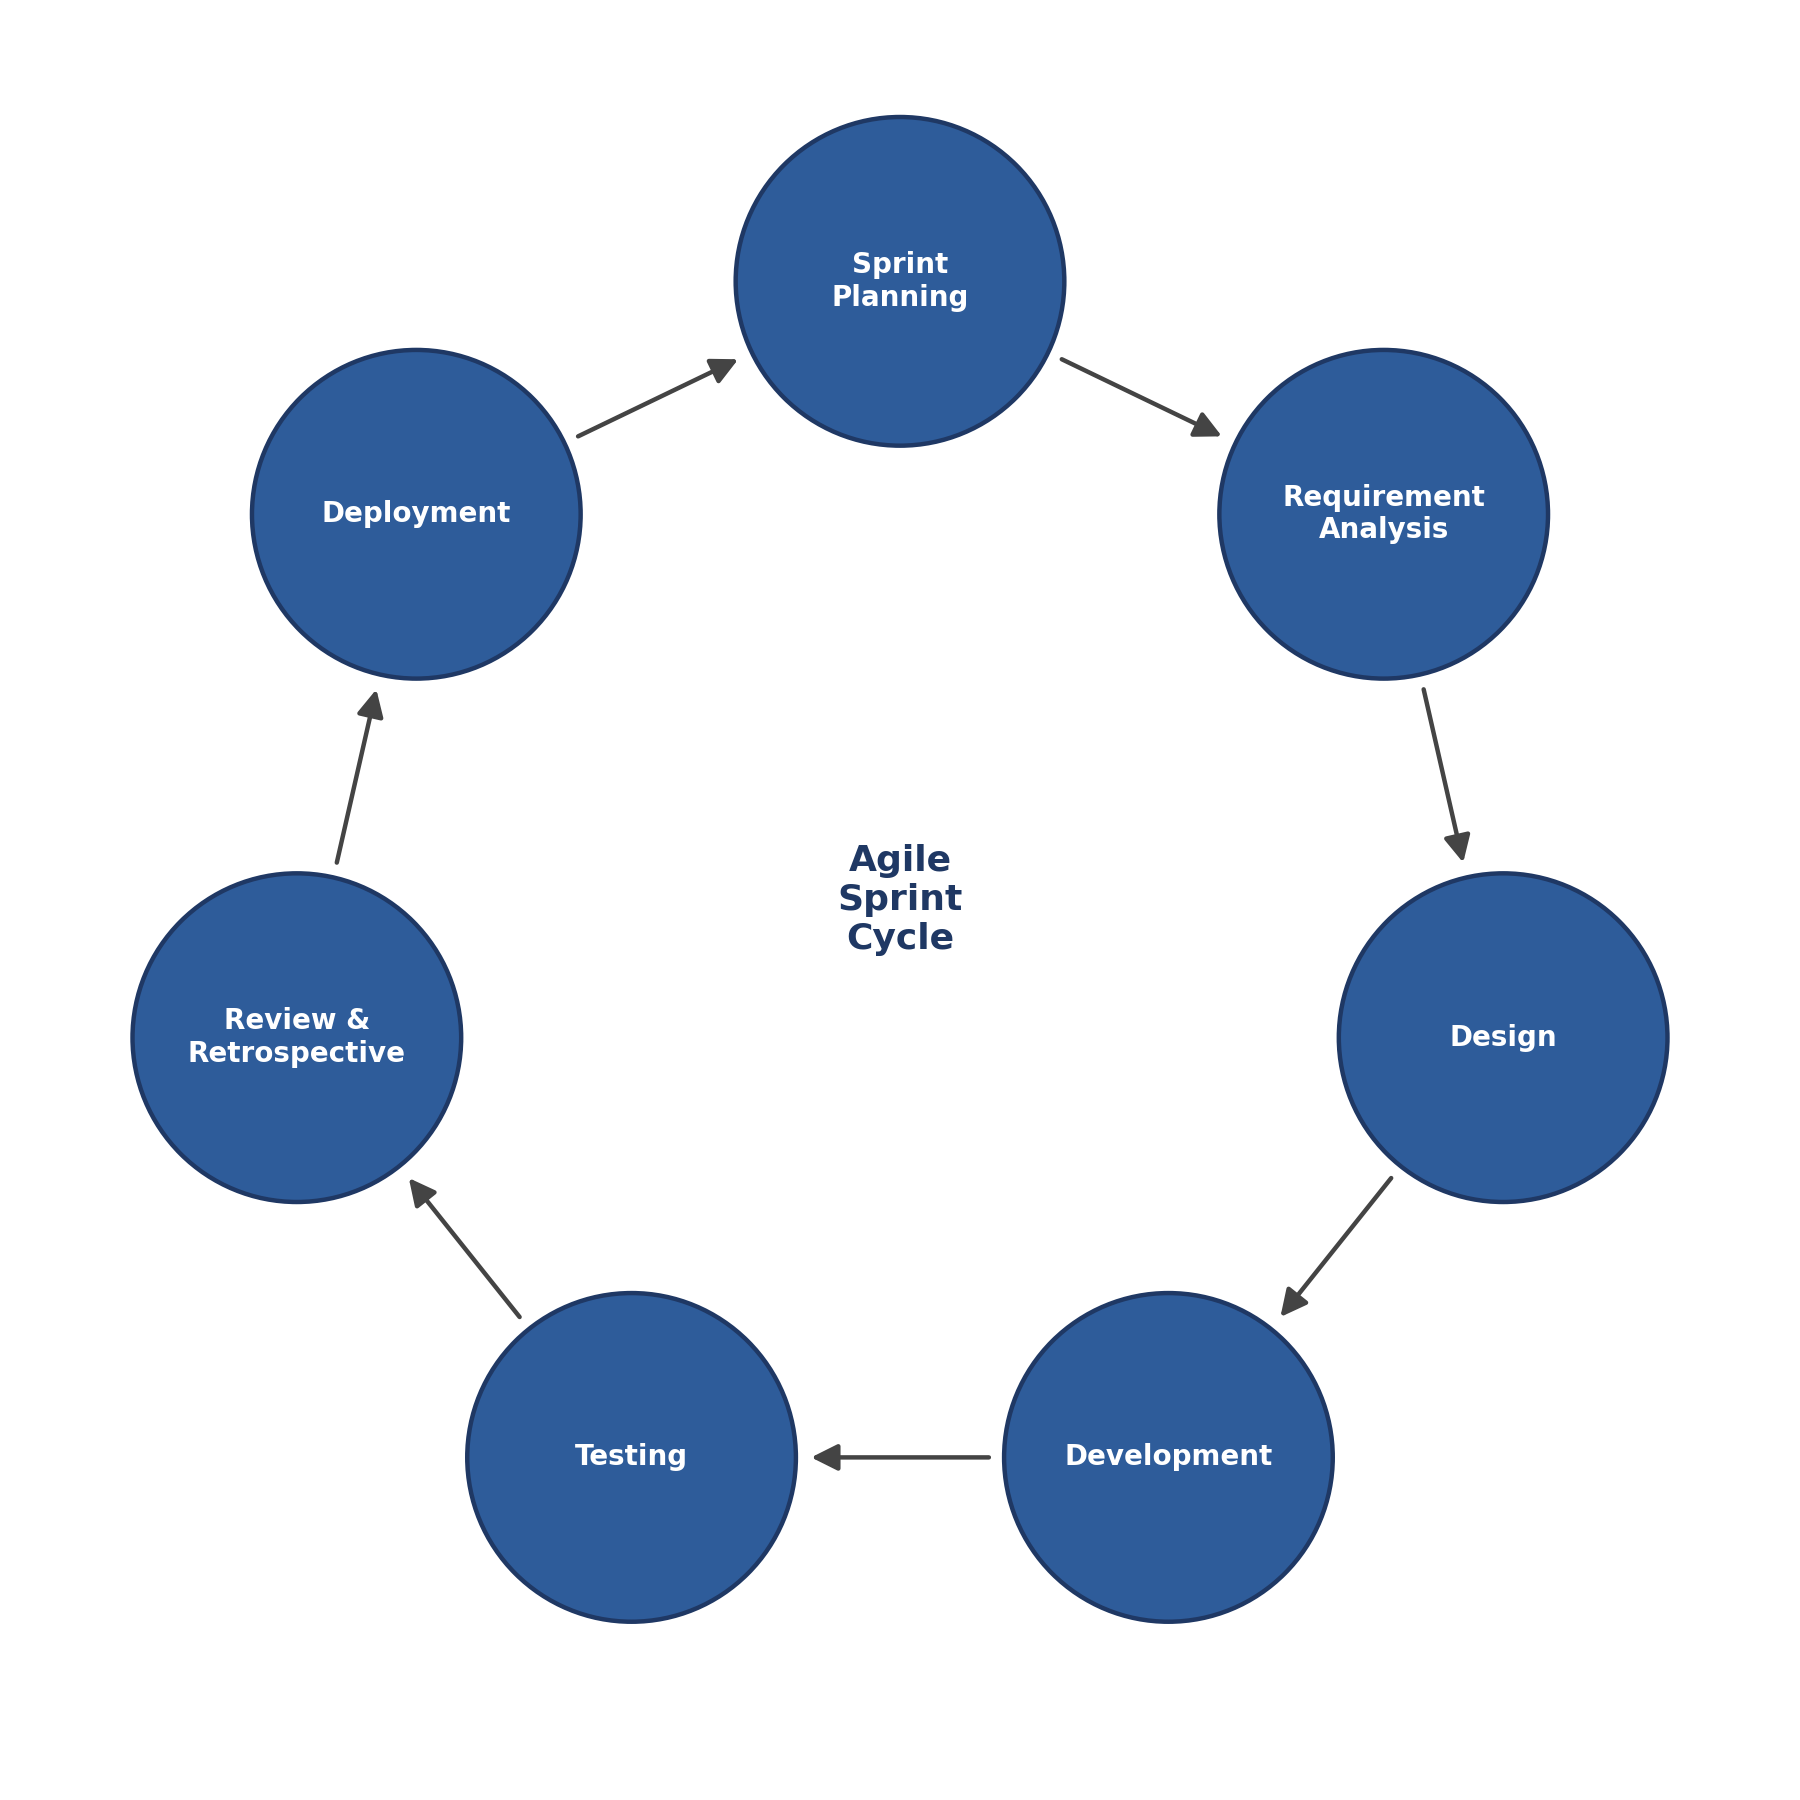 Sprint
Planning
Requirement
Analysis
Design
Development
Testing
Review &
Retrospective
Deployment
Agile
Sprint
Cycle